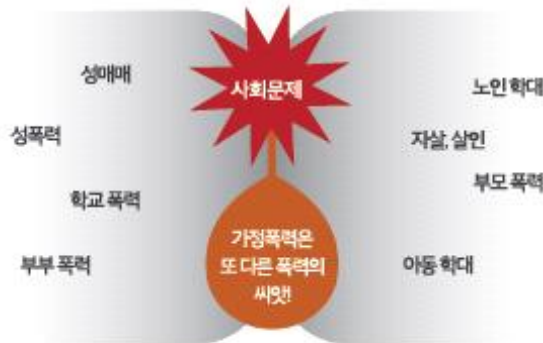 성매매
사회문제
노인 학대
성폭력
자살, 살인
부모 폭력
학교 폭력
가정폭력은
또 다른 폭력의
씨앗!
부부 폭력
아동 학대